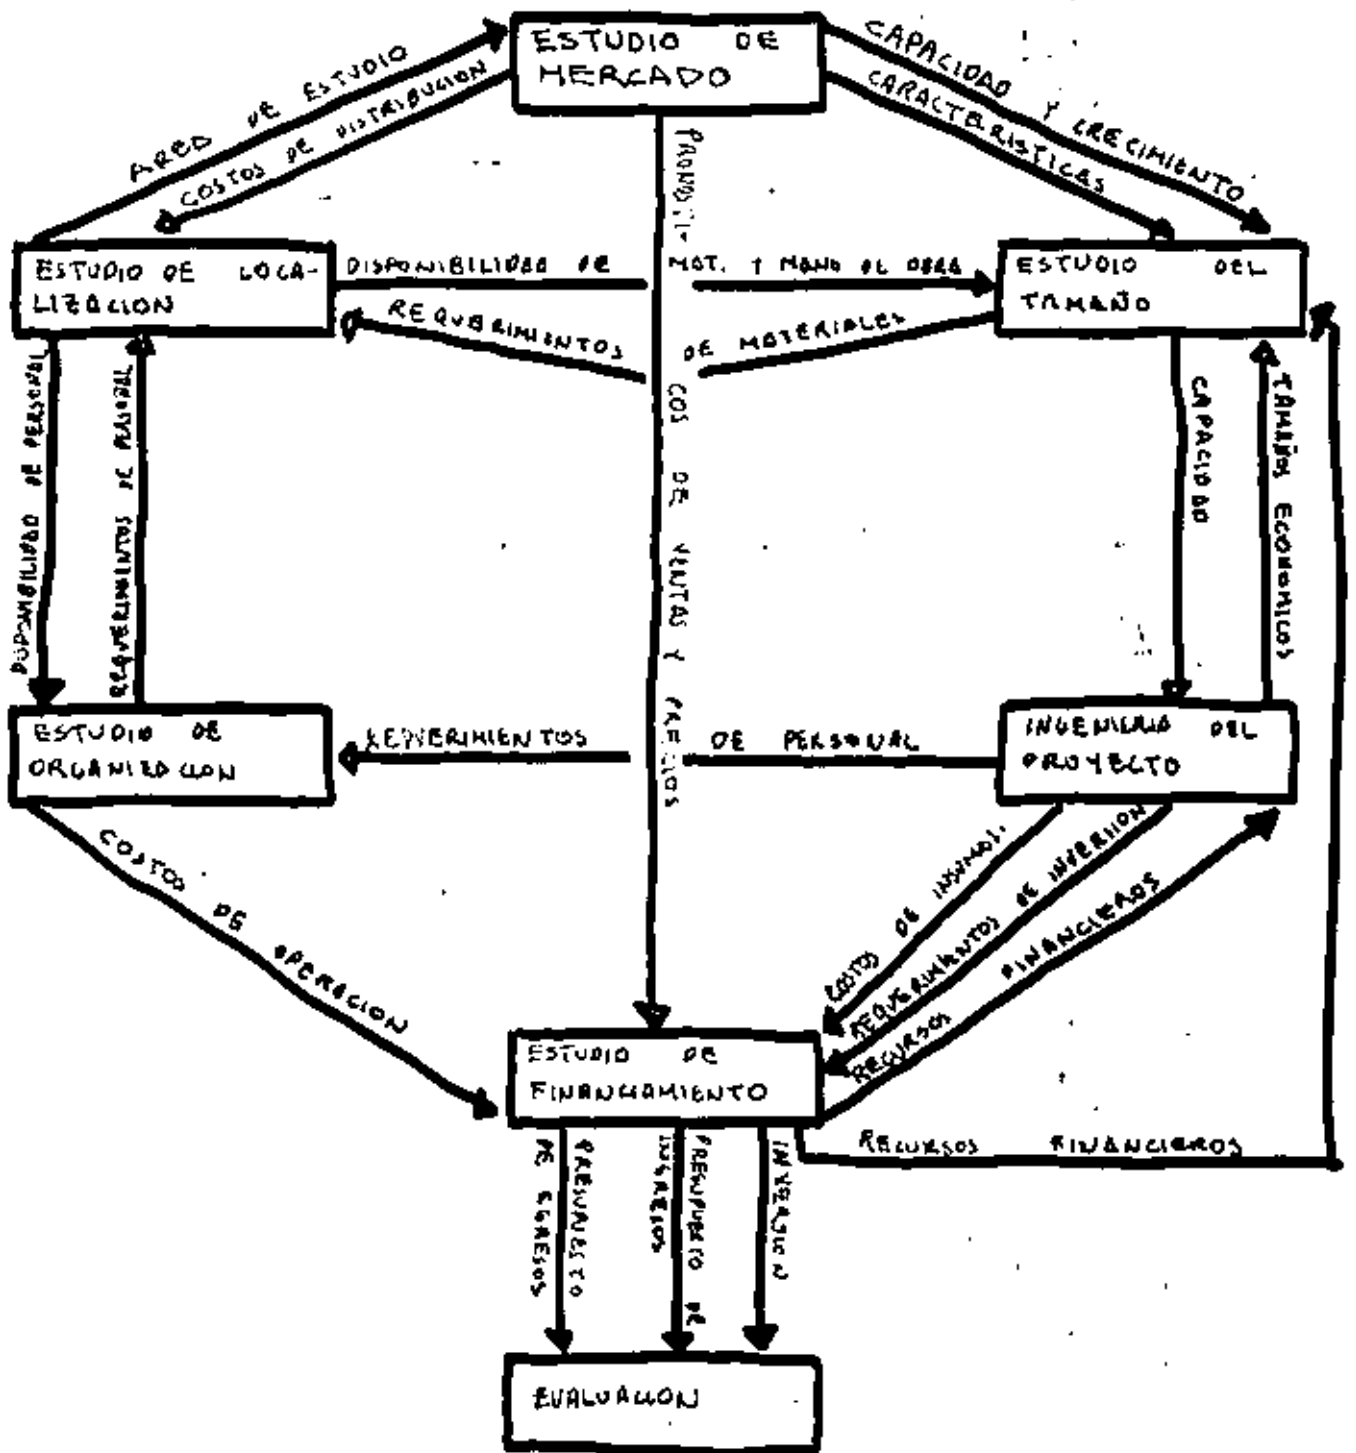 ESTUDIO DE
MERCADO
AREA DE ESTUDIO
COSTOS DE DISTRIBUCION
CAPACIDAD Y CRECIMIENTO
CARACTERISTICAS
PRONOSTI- COS DE VENTAS Y PRECIOS
ESTUDIO DE LOCA-
LIZACION
DISPONIBILIDAD DE MAT. Y MANO DE OBRA
REQUERIMIENTOS DE MATERIALES
ESTUDIO DEL
TAMAÑO
DISPONIBILIDAD DE PERSONAL
REQUERIMIENTOS DE PERSONAL
CAPACIDAD
TAMAÑOS ECONOMICOS
ESTUDIO DE
ORGANIZACION
REQUERIMIENTOS DE PERSONAL
INGENIERIA DEL
PROYECTO
COSTOS DE OPERACION
COSTOS DE INSUMOS.
REQUERIMIENTOS DE INVERSION
RECURSOS FINANCIEROS
ESTUDIO DE
FINANCIAMIENTO
RECURSOS FINANCIEROS
PRESUPUESTO
DE EGRESOS
PRESUPUESTO DE
INGRESOS
INVERSION
EVALUACION